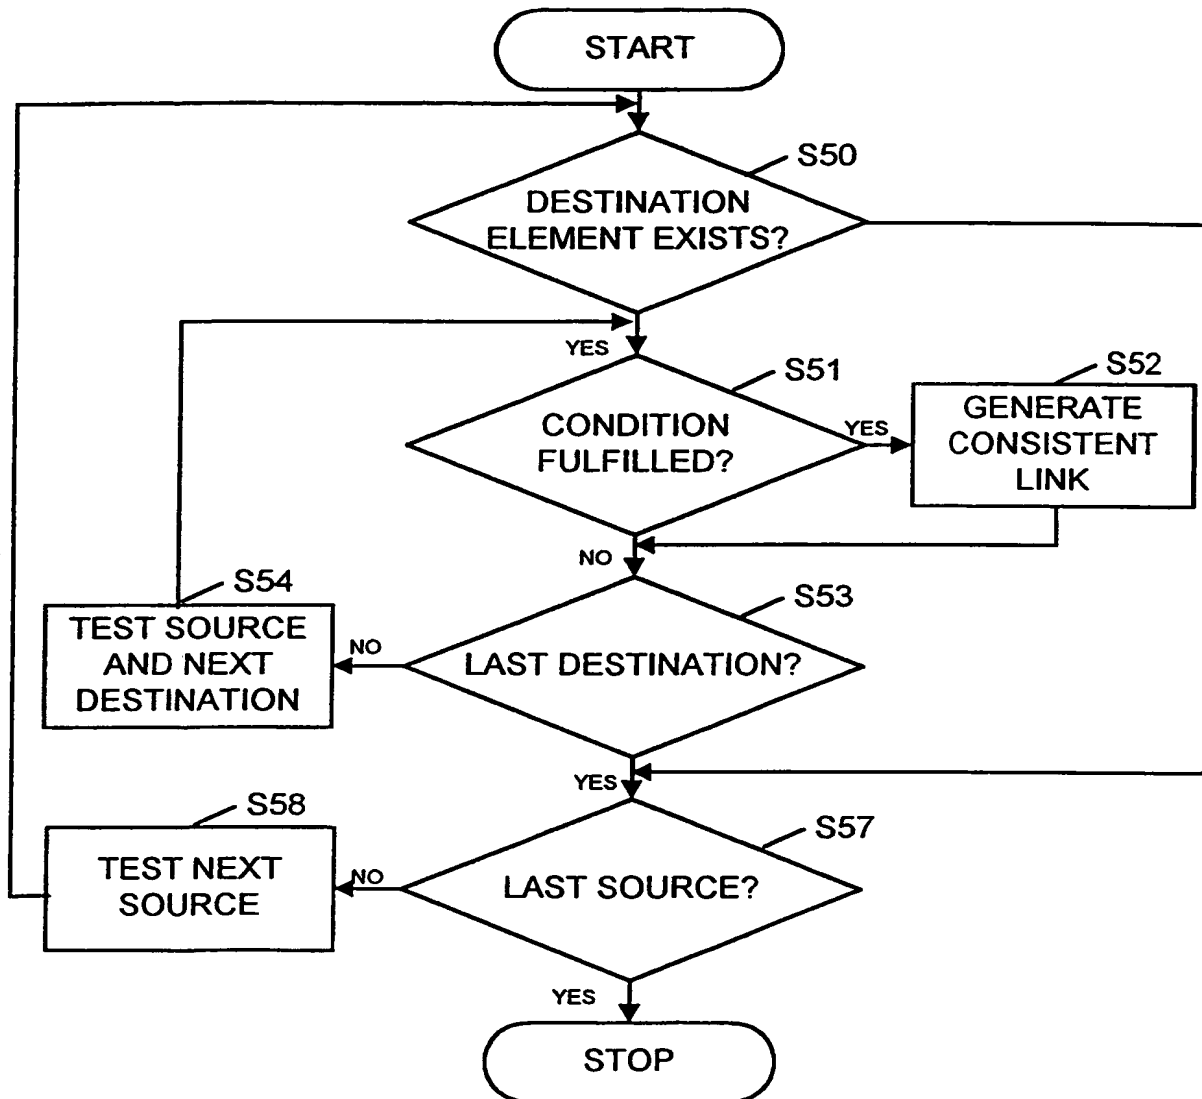 START
S50
DESTINATION
ELEMENT EXISTS?
YES
S51
CONDITION
FULFILLED?
YES
S52
GENERATE
CONSISTENT
LINK
NO
S54
TEST SOURCE
AND NEXT
DESTINATION
NO
S53
LAST DESTINATION?
YES
S58
TEST NEXT
SOURCE
NO
S57
LAST SOURCE?
YES
STOP